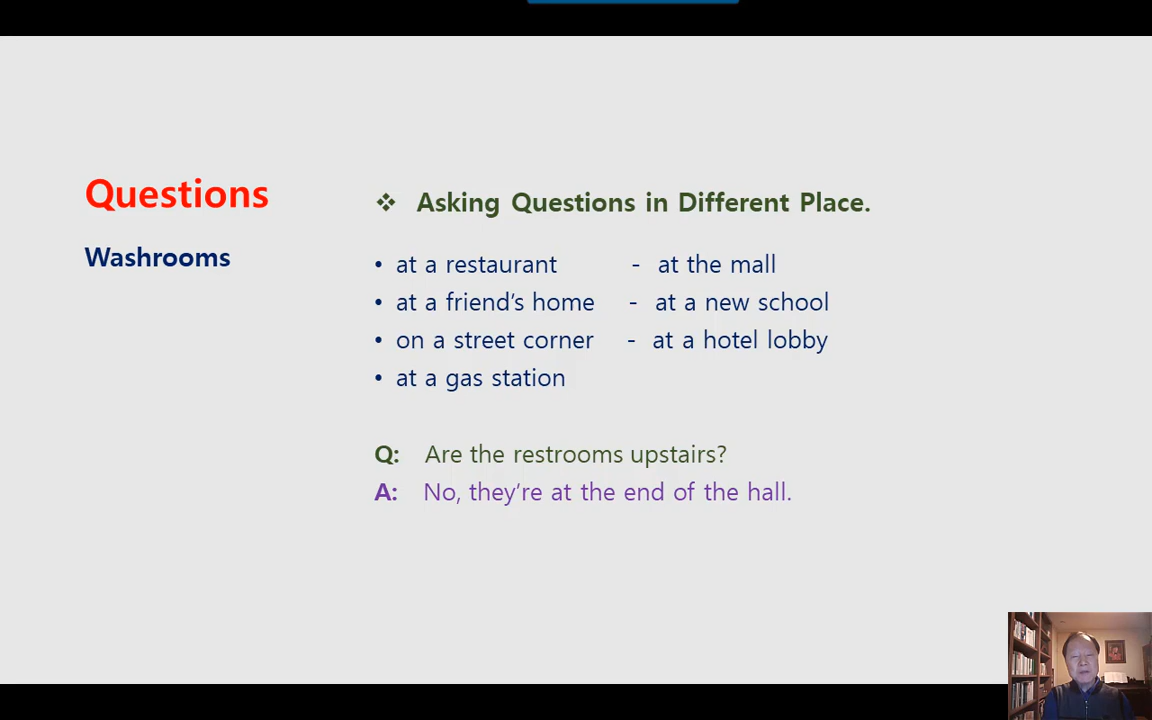 Questions
Washrooms
❖ Asking Questions in Different Place.
• at a restaurant - at the mall
• at a friend’s home - at a new school
• on a street corner - at a hotel lobby
• at a gas station
Q: Are the restrooms upstairs?
A: No, they’re at the end of the hall.